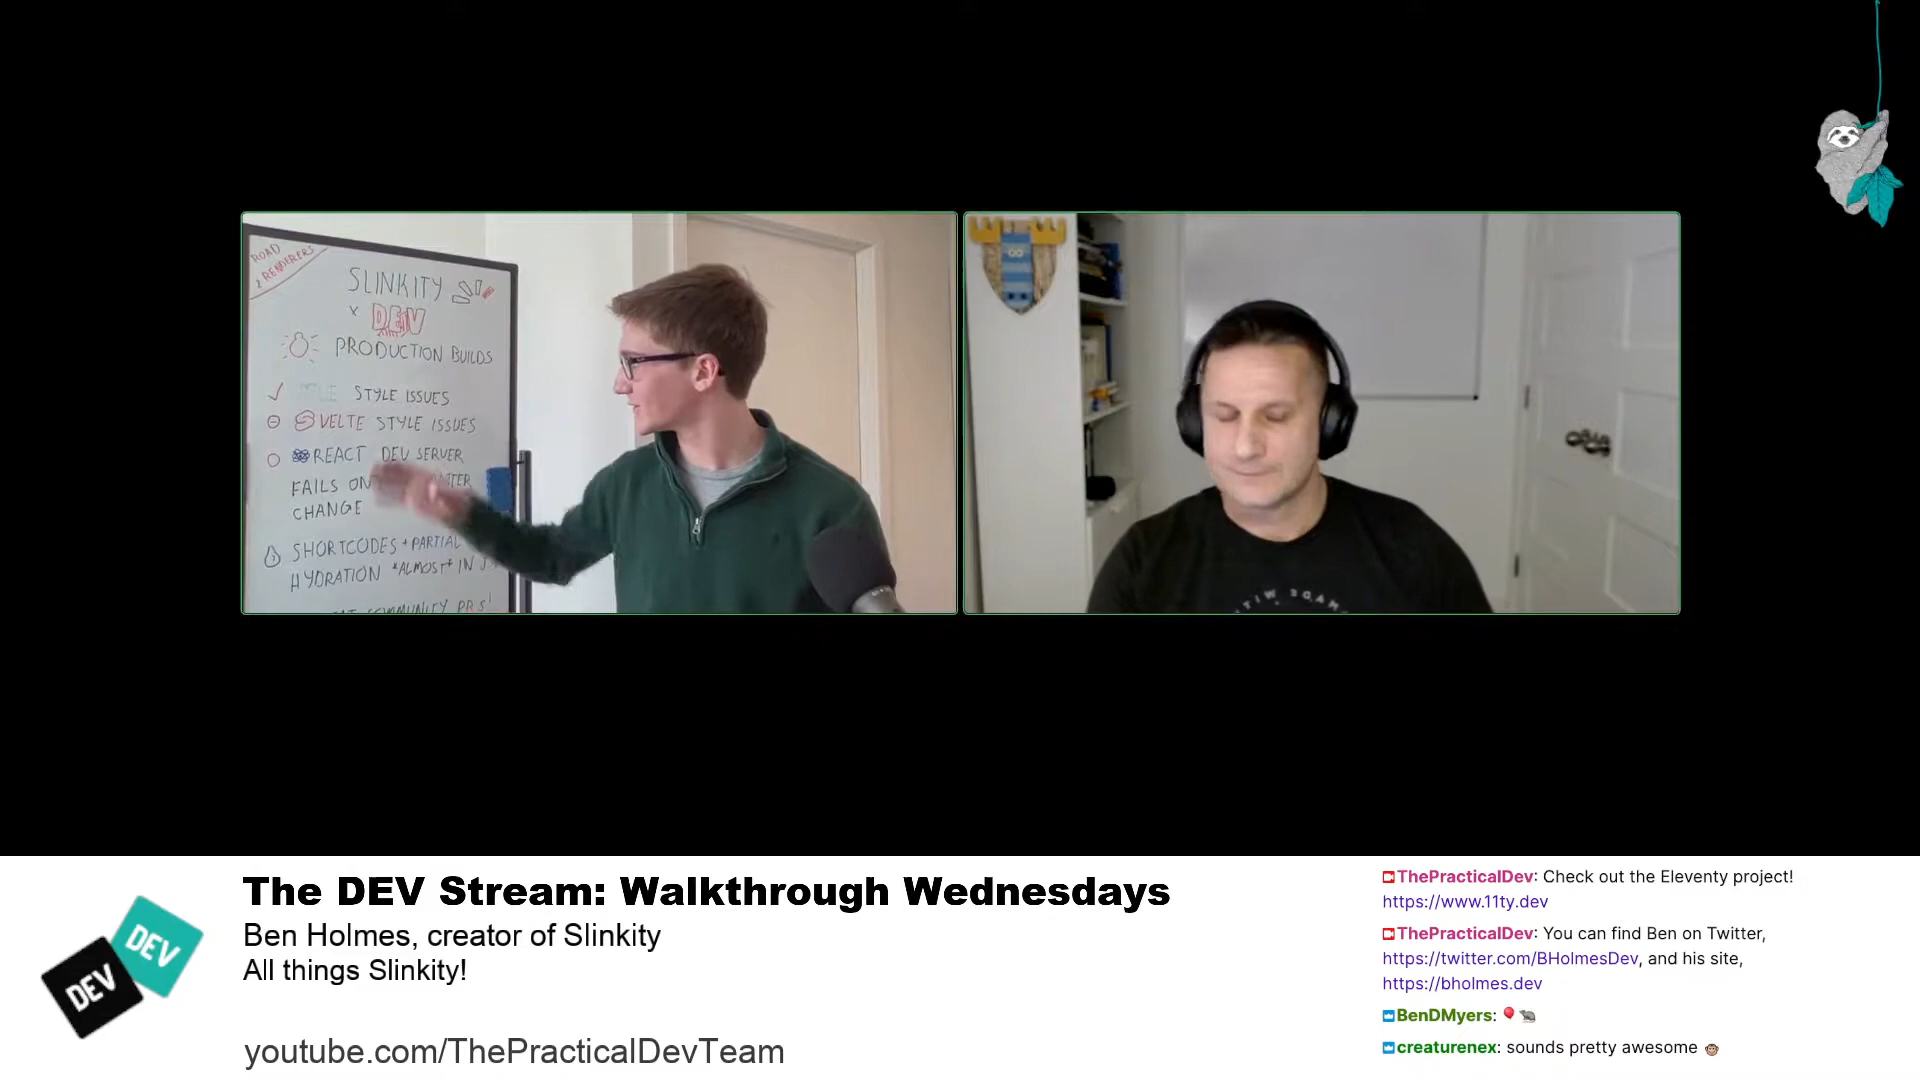 ROAD
2 RENDERERS
SLINKITY
x DEV
PRODUCTION BUILDS
STYLE ISSUES
SVELTE STYLE ISSUES
REACT DEV SERVER
FAILS ON
CHANGE
SHORTCODES + PARTIAL
HYDRATION *ALMOST* IN
COMMUNITY PRS!
DEV
DEV
The DEV Stream: Walkthrough Wednesdays
Ben Holmes, creator of Slinkity
All things Slinkity!
youtube.com/ThePracticalDevTeam
ThePracticalDev: Check out the Eleventy project!
https://www.11ty.dev
ThePracticalDev: You can find Ben on Twitter,
https://twitter.com/BHolmesDev, and his site,
https://bholmes.dev
BenDMyers: 🎈🐀
creaturenex: sounds pretty awesome 🐵